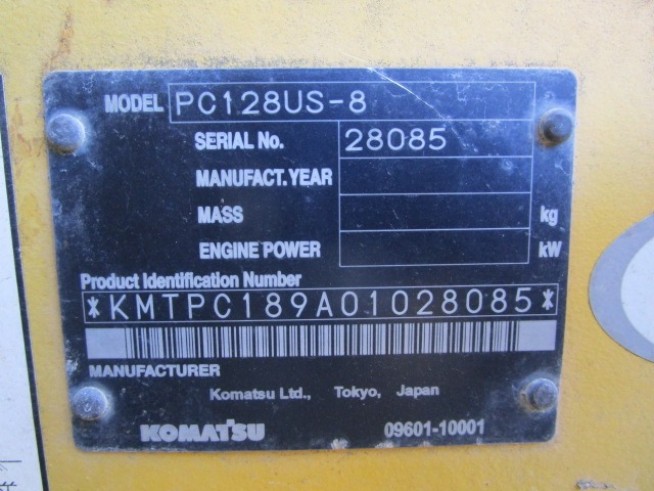 MODEL PC128US-8
SERIAL No. 28085
MANUFACT. YEAR
MASS kg
ENGINE POWER kW
Product Identification Number
*KMTPC189A01028085*
MANUFACTURER
Komatsu Ltd., Tokyo, Japan
KOMATSU 09601-10001